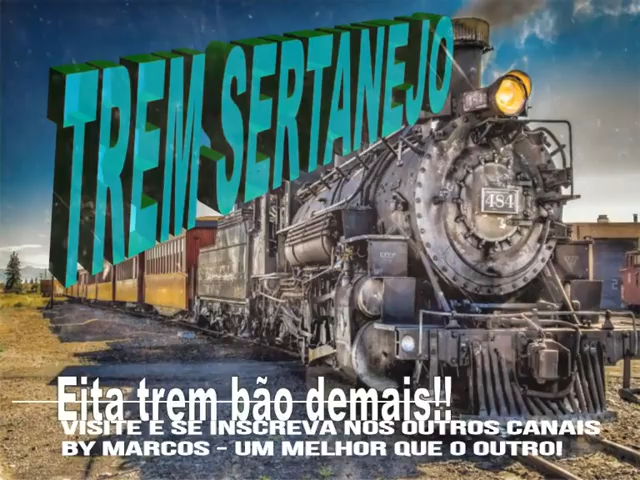 TREM SERTANEJO
484
Eita trem bão demais!!
VISITE E SE INSCREVA NOS OUTROS CANAIS
BY MARCOS - UM MELHOR QUE O OUTRO!